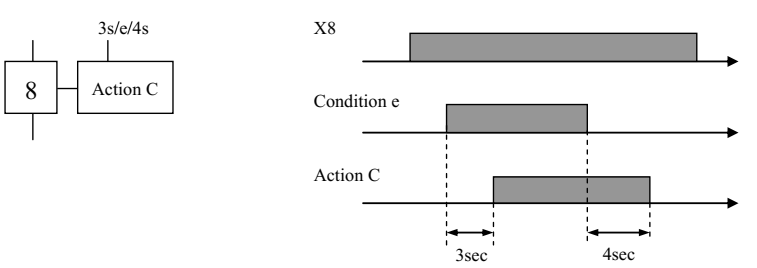 3s/e/4s
8
Action C
X8
Condition e
Action C
3sec
4sec